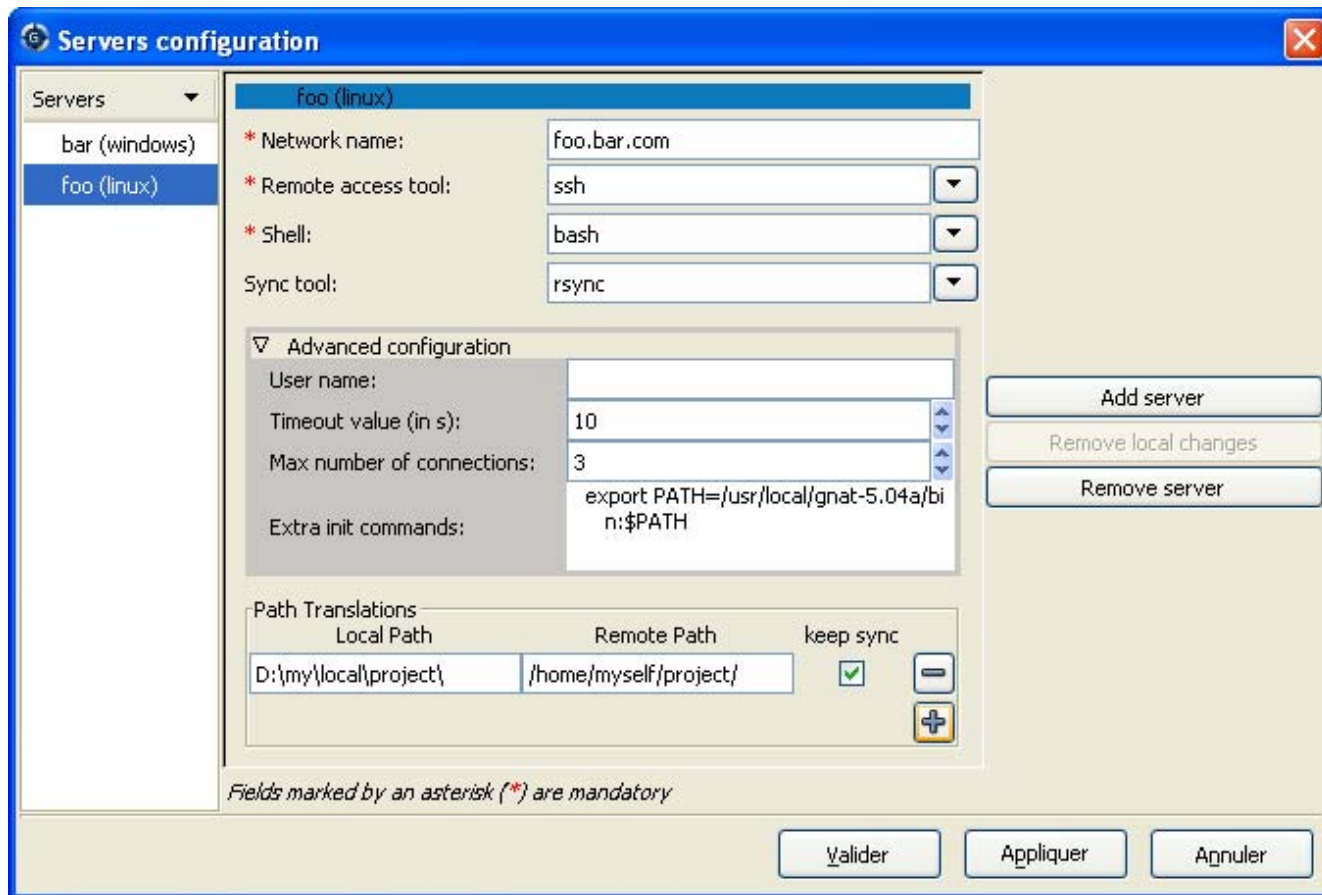 Servers configuration
Servers
bar (windows)
foo (linux)
foo (linux)
* Network name:
foo.bar.com
* Remote access tool:
ssh
* Shell:
bash
Sync tool:
rsync
Advanced configuration
User name:
Timeout value (in s):
10
Max number of connections:
3
Extra init commands:
export PATH=/usr/local/gnat-5.04a/bi
n:$PATH
Path Translations
Local Path Remote Path keep sync
D:\my\local\project\ /home/myself/project/
Add server
Remove local changes
Remove server
Fields marked by an asterisk (*) are mandatory
Valider Appliquer Annuler